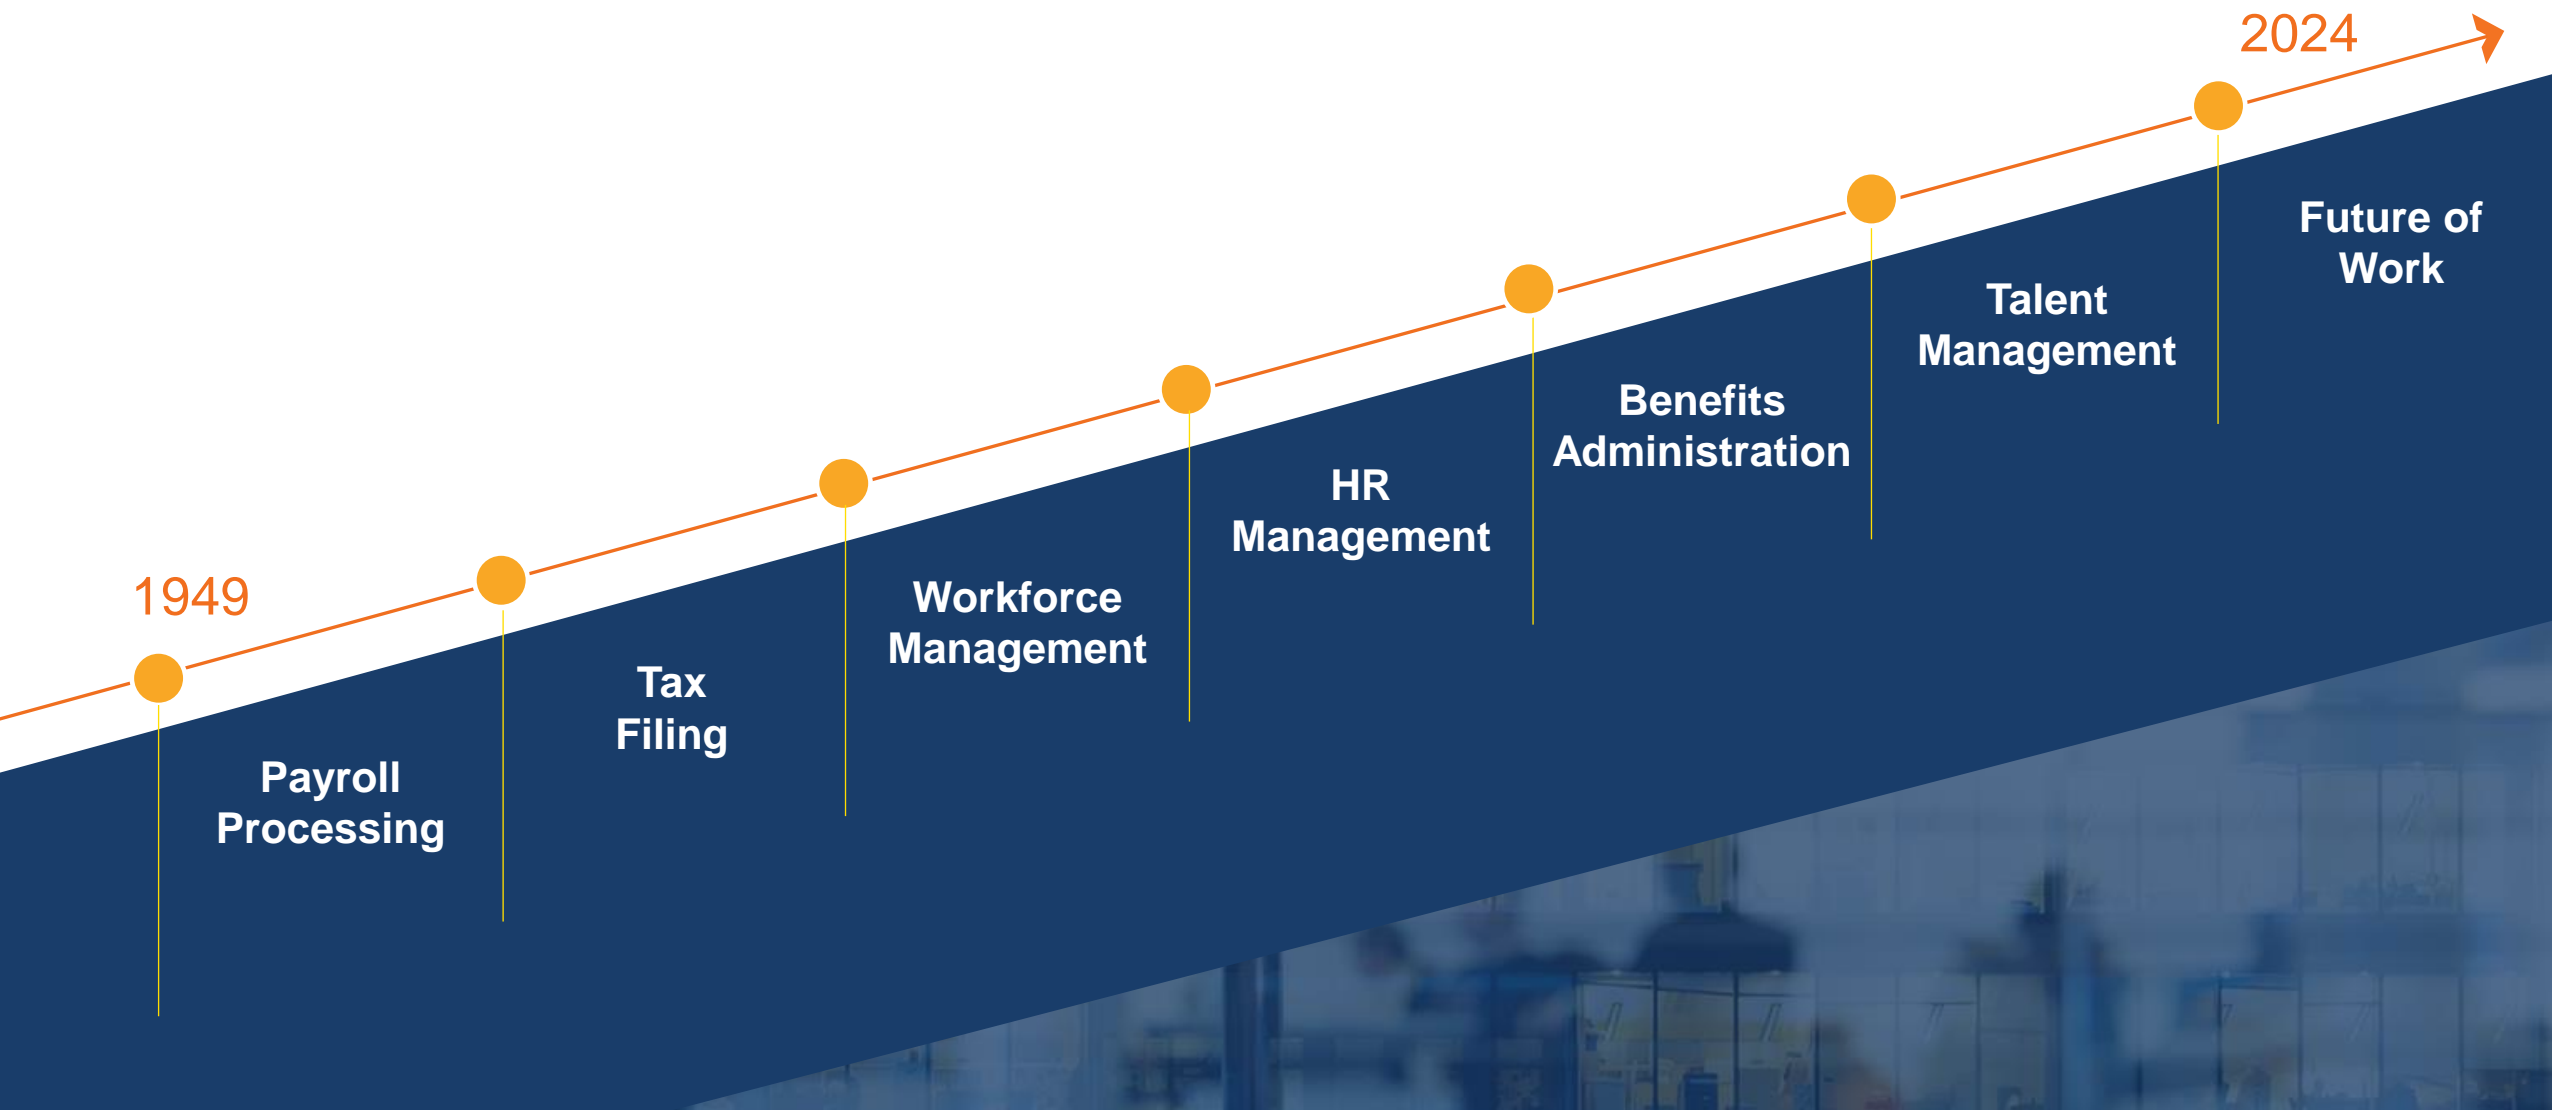 1949
2024
Payroll
Processing
Tax
Filing
Workforce
Management
HR
Management
Benefits
Administration
Talent
Management
Future of
Work